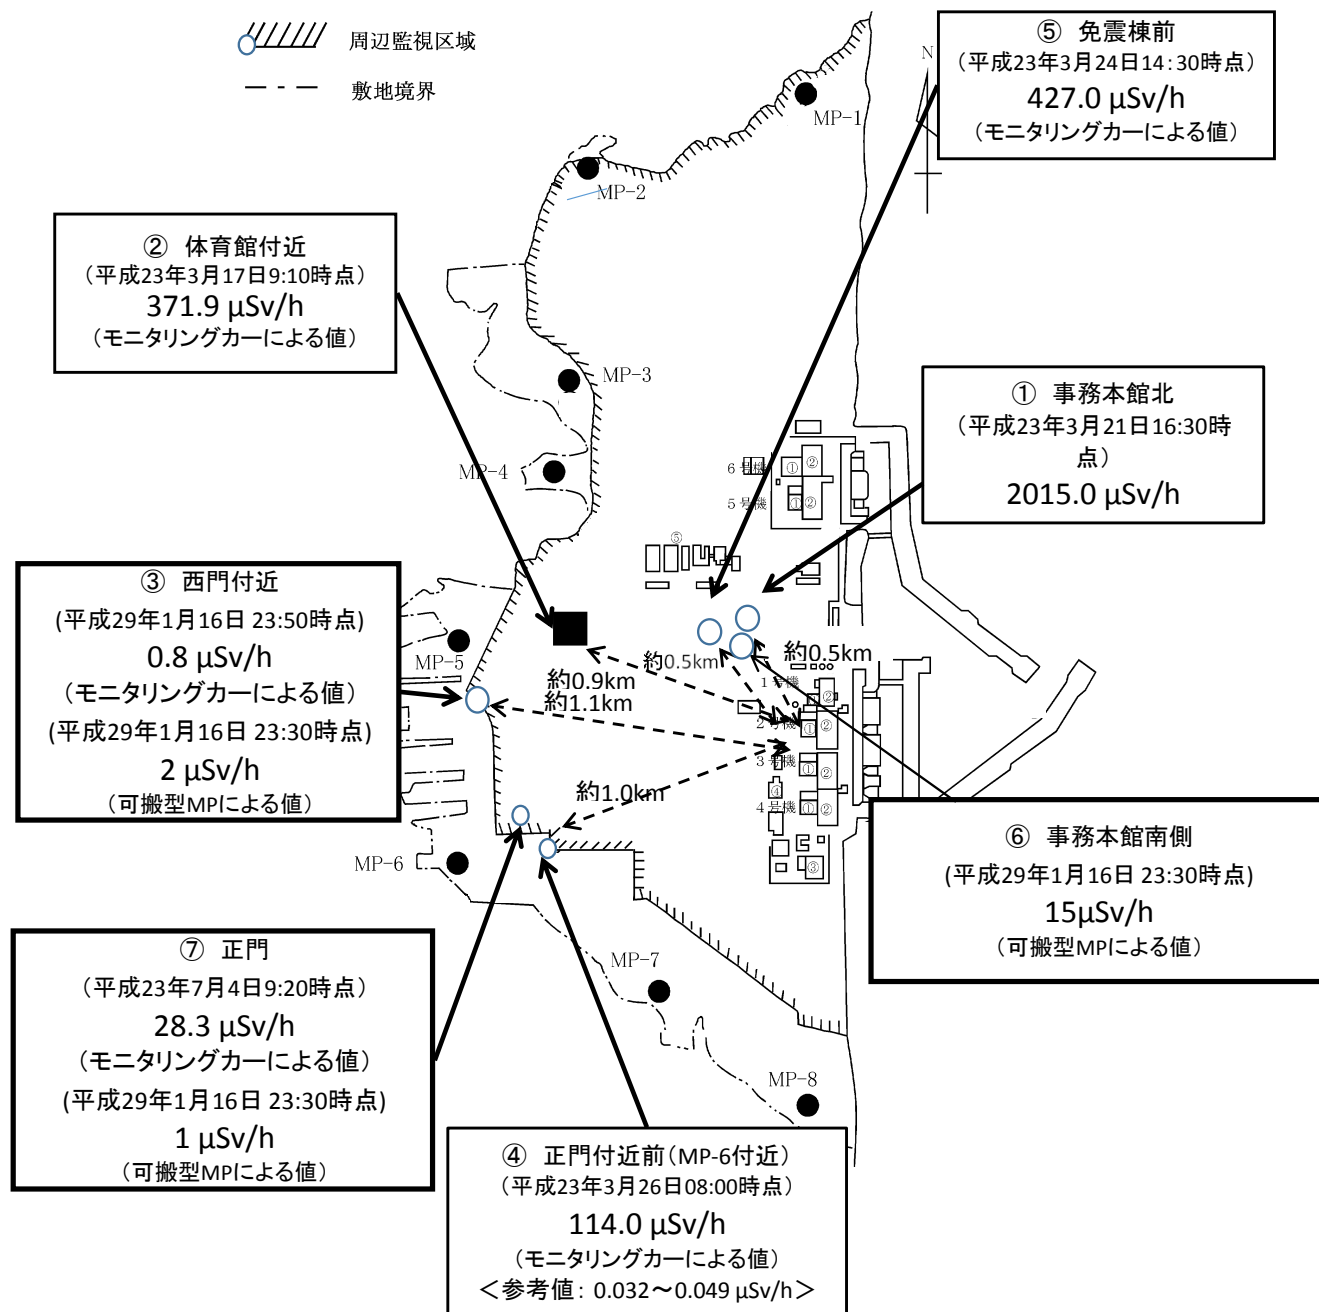 周辺監視区域
敷地境界
⑤ 免震棟前
(平成23年3月24日14:30時点)
427.0 µSv/h
(モニタリングカーによる値)
N
MP-1
MP-2
② 体育館付近
(平成23年3月17日9:10時点)
371.9 µSv/h
(モニタリングカーによる値)
MP-3
① 事務本館北
(平成23年3月21日16:30時
点)
2015.0 µSv/h
MP-4
6号機
①
②
5号機
①
②
⑤
③ 西門付近
(平成29年1月16日 23:50時点)
0.8 µSv/h
(モニタリングカーによる値)
(平成29年1月16日 23:30時点)
2 µSv/h
(可搬型MPによる値)
MP-5
約0.5km
約0.5km
約0.9km
約1.1km
1号機
②
2号機
①
②
3号機
①
②
約1.0km
④
4号機
①
②
③
MP-6
⑥ 事務本館南側
(平成29年1月16日 23:30時点)
15µSv/h
(可搬型MPによる値)
⑦ 正門
(平成23年7月4日9:20時点)
28.3 µSv/h
(モニタリングカーによる値)
(平成29年1月16日 23:30時点)
1 µSv/h
(可搬型MPによる値)
MP-7
MP-8
④ 正門付近前(MP-6付近)
(平成23年3月26日08:00時点)
114.0 µSv/h
(モニタリングカーによる値)
<参考値: 0.032~0.049 µSv/h>